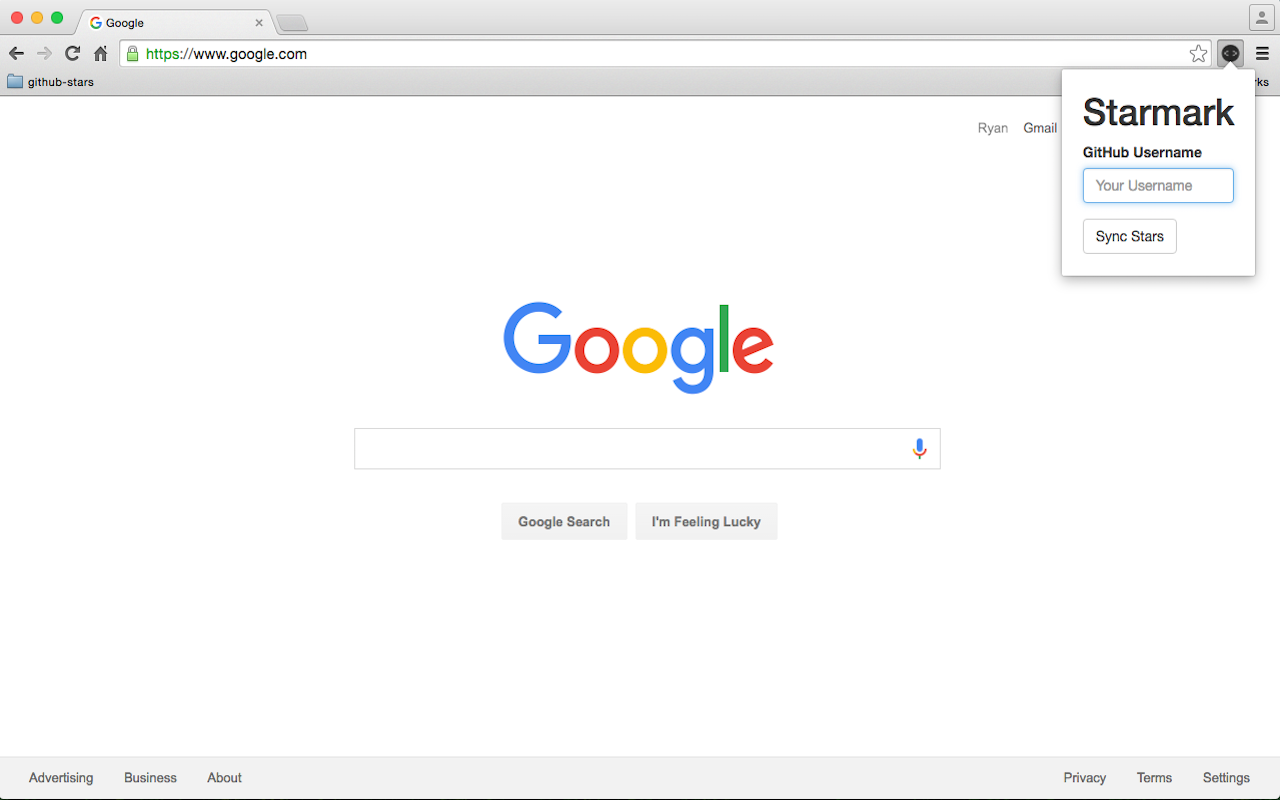 Google
https://www.google.com
github-stars
rks
Ryan Gmail
Starmark
GitHub Username
Your Username
Sync Stars
Google
Google Search I'm Feeling Lucky
Advertising Business About Privacy Terms Settings